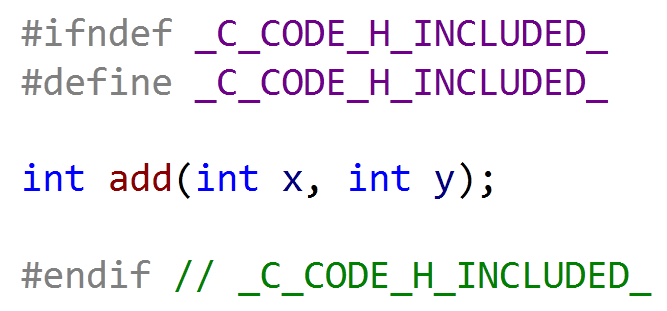 #ifndef _C_CODE_H_INCLUDED_
#define _C_CODE_H_INCLUDED_
int add(int x, int y);
#endif // _C_CODE_H_INCLUDED_